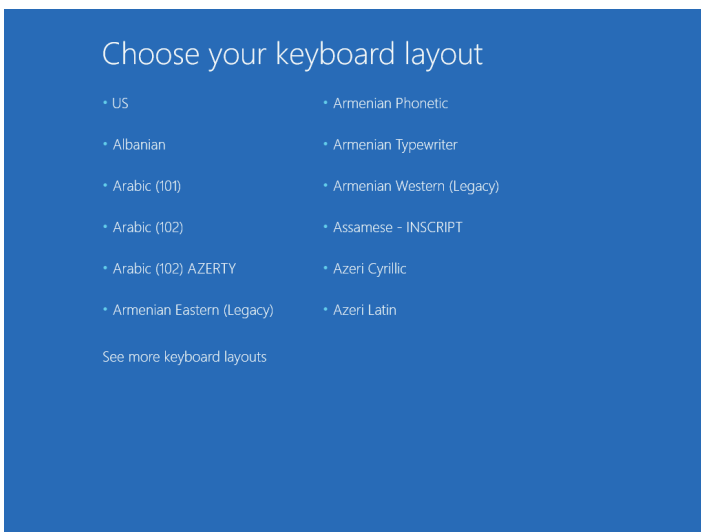 Choose your keyboard layout
US
Albanian
Arabic (101)
Arabic (102)
Arabic (102) AZERTY
Armenian Eastern (Legacy)
Armenian Phonetic
Armenian Typewriter
Armenian Western (Legacy)
Assamese - INSCRIPT
Azeri Cyrillic
Azeri Latin
See more keyboard layouts